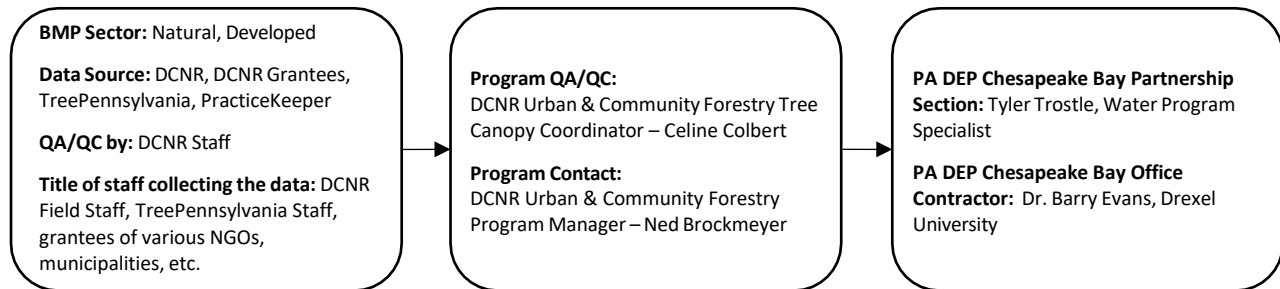 BMP Sector: Natural, Developed
Data Source: DCNR, DCNR Grantees,
TreePennsylvania, PracticeKeeper
QA/QC by: DCNR Staff
Title of staff collecting the data: DCNR
Field Staff, TreePennsylvania Staff,
grantees of various NGOs,
municipalities, etc.
Program QA/QC:
DCNR Urban & Community Forestry Tree
Canopy Coordinator – Celine Colbert
Program Contact:
DCNR Urban & Community Forestry
Program Manager – Ned Brockmeyer
PA DEP Chesapeake Bay Partnership
Section: Tyler Trostle, Water Program
Specialist
PA DEP Chesapeake Bay Office
Contractor: Dr. Barry Evans, Drexel
University